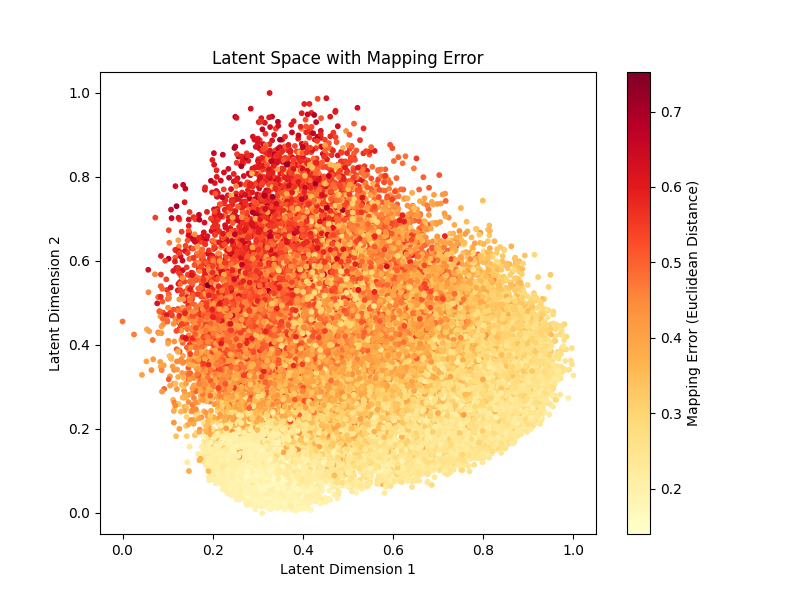 Latent Space with Mapping Error
1.0
0.8
0.6
0.4
0.2
0.0
Latent Dimension 2
0.0 0.2 0.4 0.6 0.8 1.0
Latent Dimension 1
0.7
0.6
0.5
0.4
0.3
0.2
Mapping Error (Euclidean Distance)